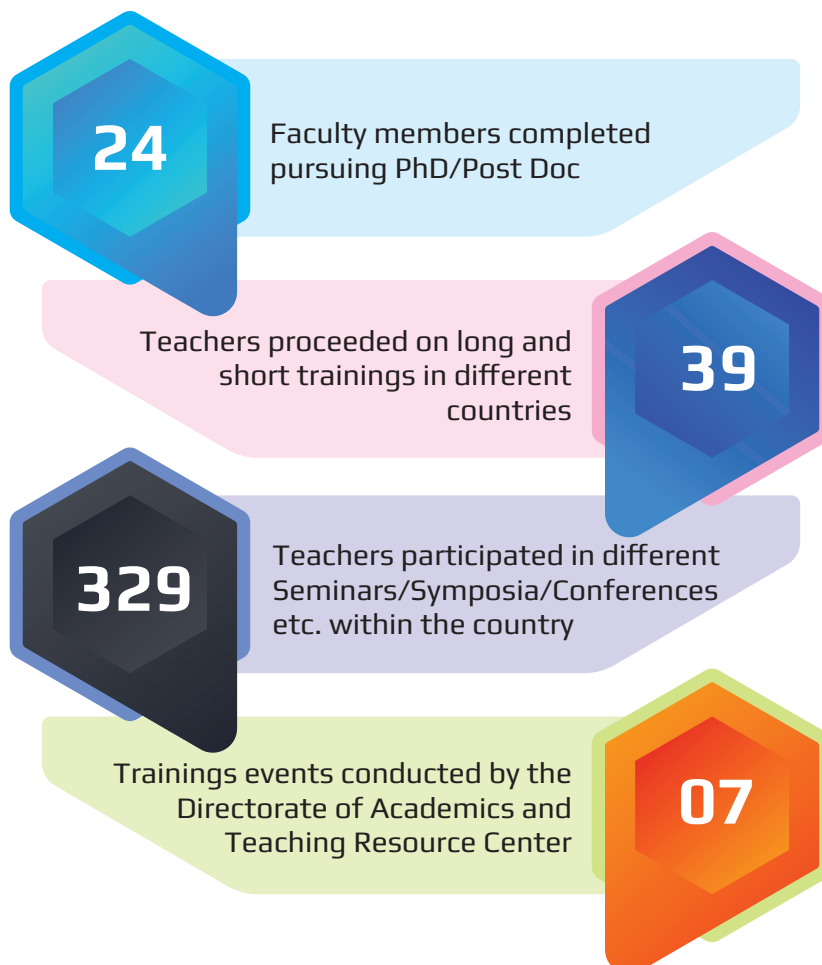 24
Faculty members completed
pursuing PhD/Post Doc
Teachers proceeded on long and
short trainings in different
countries
39
329
Teachers participated in different
Seminars/Symposia/Conferences
etc. within the country
Trainings events conducted by the
Directorate of Academics and
Teaching Resource Center
07